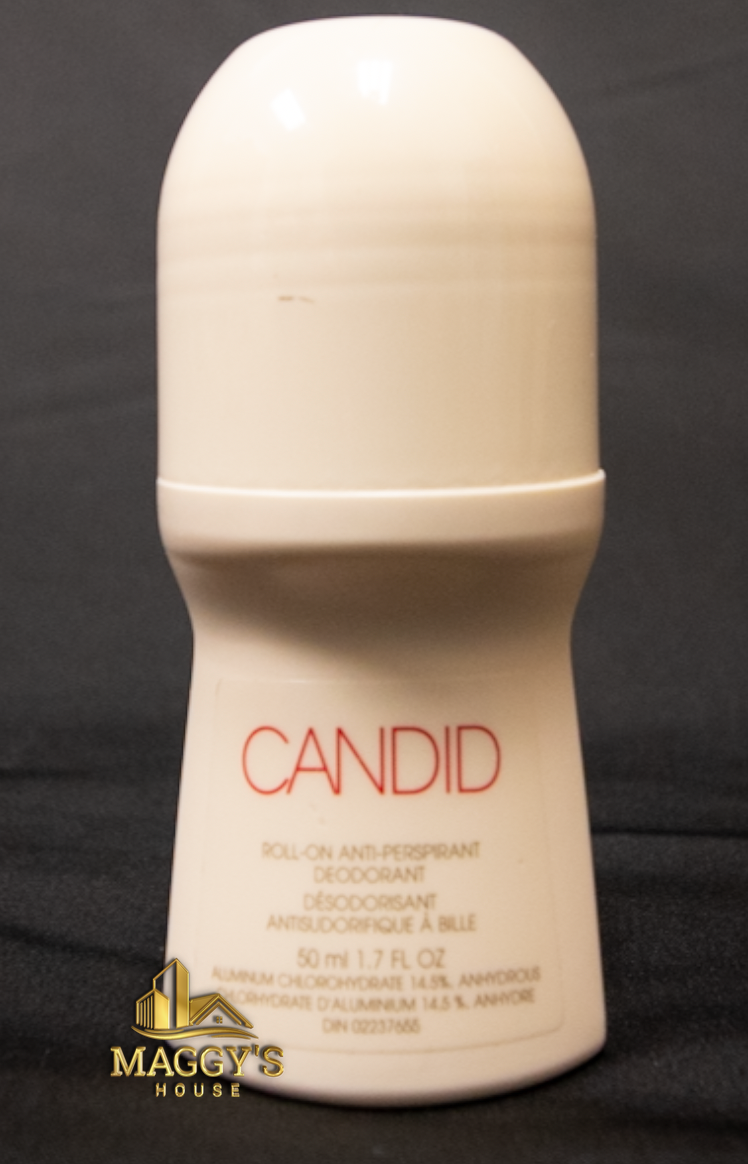 CANDID
ROLL-ON ANTI-PERSPIRANT
DEODORANT
DÉSODORISANT
ANTISUDORIFIQUE À BILLE
50 ml 1.7 FL OZ
ALUMINUM CHLOROHYDRATE 14.5%, ANHYDROUS
CHLORHYDRATE D'ALUMINIUM 14,5 %, ANHYDRE
DIN 02237655
MAGGY'S
HOUSE